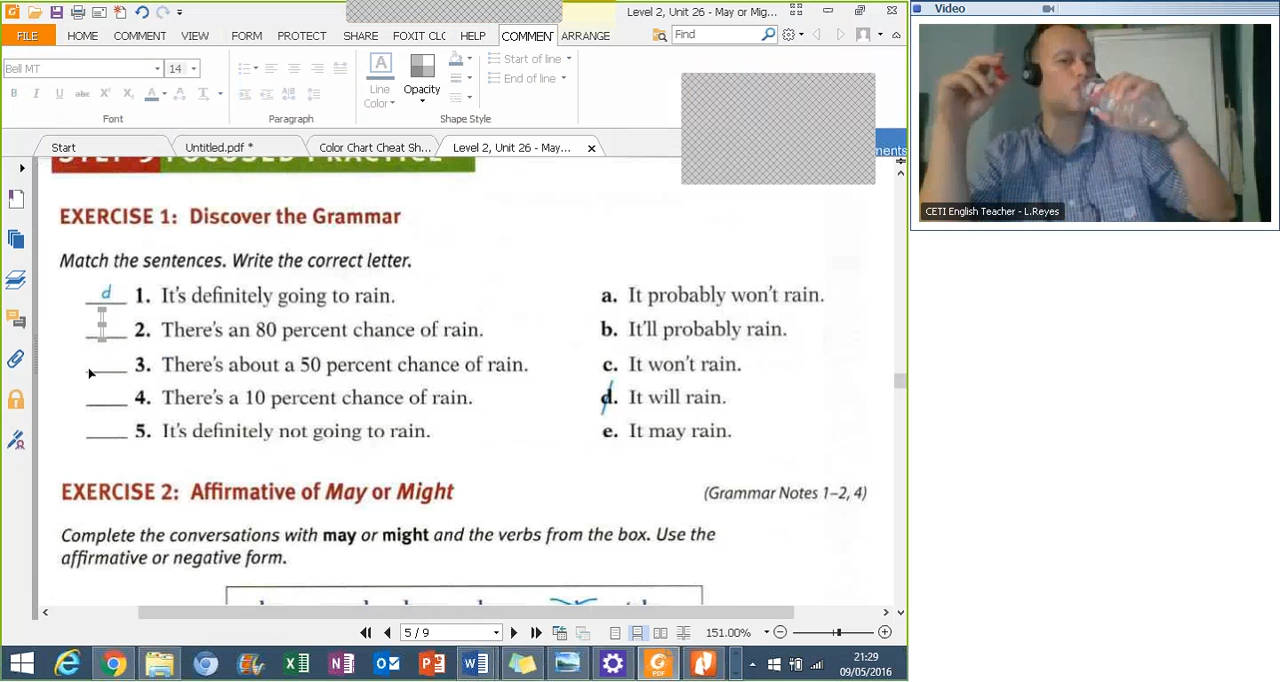 Level 2, Unit 26 - May or Mig...
FILE HOME COMMENT VIEW FORM PROTECT SHARE FOXIT CLO HELP COMMENT ARRANGE
Find
Bell MT 14
Line Color Opacity
Start of line
End of line
Font Paragraph Shape Style
Start Untitled.pdf * Color Chart Cheat Sh... Level 2, Unit 26 - May...
nents
EXERCISE 1: Discover the Grammar
Match the sentences. Write the correct letter.
d 1. It's definitely going to rain. a. It probably won't rain.
2. There's an 80 percent chance of rain. b. It'll probably rain.
3. There's about a 50 percent chance of rain. c. It won't rain.
4. There's a 10 percent chance of rain. d. It will rain.
5. It's definitely not going to rain. e. It may rain.
EXERCISE 2: Affirmative of May or Might (Grammar Notes 1–2, 4)
Complete the conversations with may or might and the verbs from the box. Use the
affirmative or negative form.
5 / 9 151.00%
21:29
09/05/2016
Video
CETI English Teacher - L.Reyes